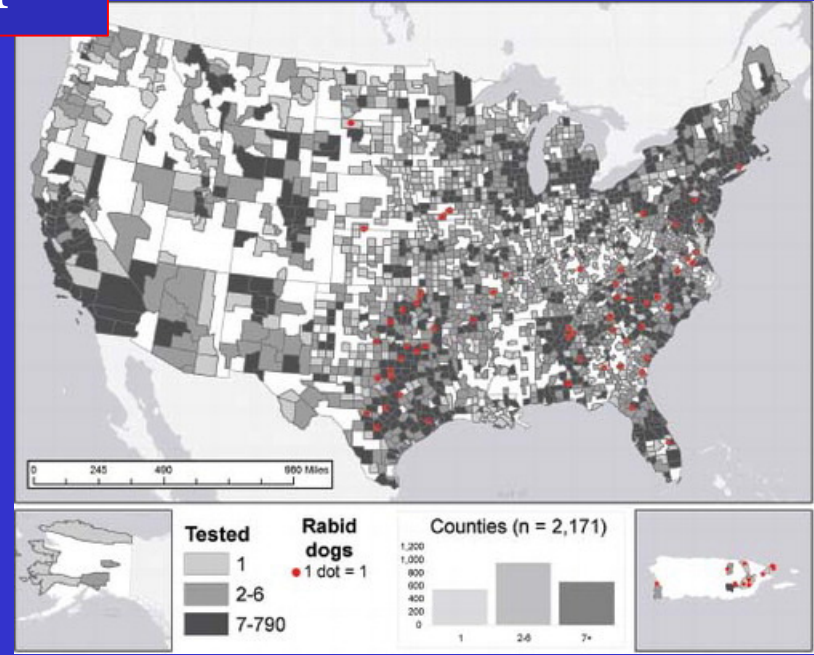 0 245 490 980 Miles
Tested
1
2-6
7-790
Rabid
dogs
1 dot = 1
Counties (n = 2,171)
1,200
1,000
800
600
400
200
0
1 2-6 7+